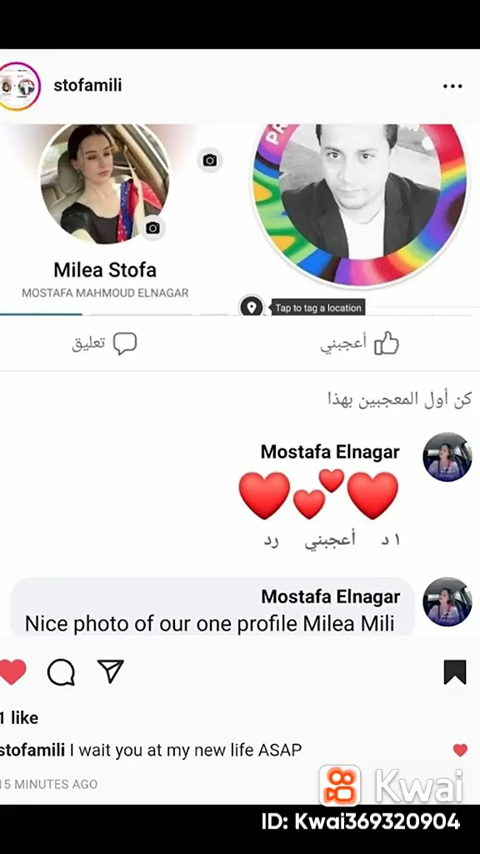 stofamili
PR
Milea Stofa
MOSTAFA MAHMOUD ELNAGAR
Tap to tag a location
أعجبني
تعليق
كن أول المعجبين بهذا
Mostafa Elnagar
١ د أعجبني رد
Mostafa Elnagar
Nice photo of our one profile Milea Mili
1 like
stofamili I wait you at my new life ASAP
15 MINUTES AGO
Kwai
ID: Kwai369320904